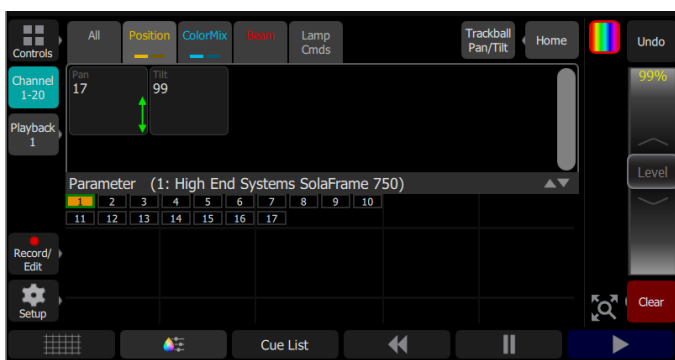 Controls
All
Position
ColorMix
Beam
Lamp
Cmds
Trackball
Pan/Tilt
Home
Undo
Channel
1-20
Pan
17
Tilt
99
99%
Playback
1
Level
Parameter (1: High End Systems SolaFrame 750)
1 2 3 4 5 6 7 8 9 10
11 12 13 14 15 16 17
Record/
Edit
Setup
Clear
Cue List